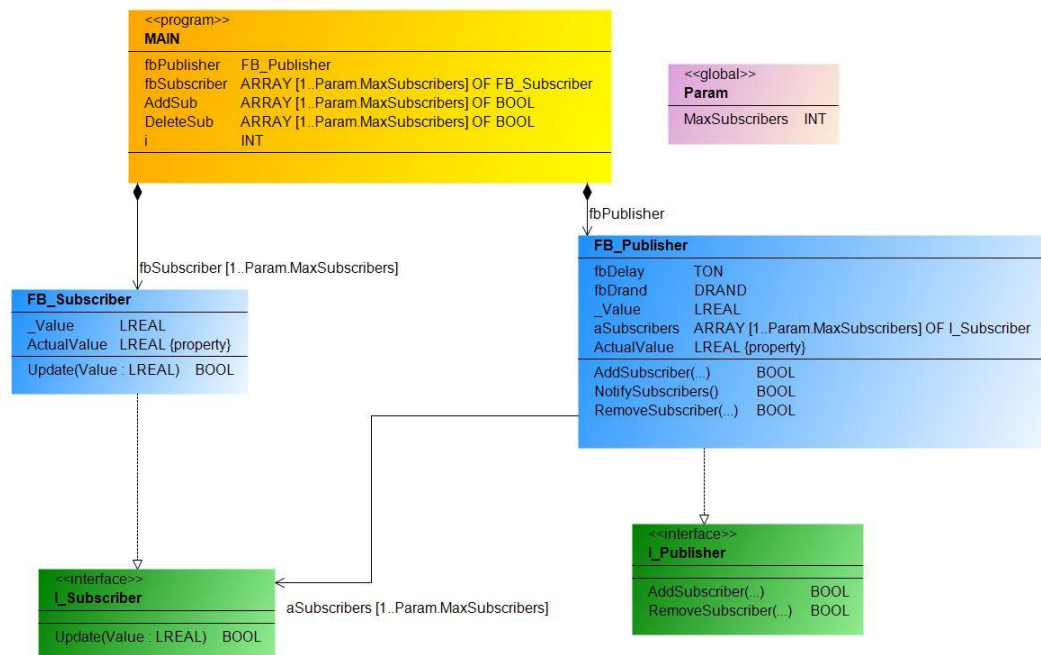 <<program>>
MAIN
fbPublisher FB_Publisher
fbSubscriber ARRAY [1..Param.MaxSubscribers] OF FB_Subscriber
AddSub ARRAY [1..Param.MaxSubscribers] OF BOOL
DeleteSub ARRAY [1..Param.MaxSubscribers] OF BOOL
i INT
<<global>>
Param
MaxSubscribers INT
fbPublisher
fbSubscriber [1..Param.MaxSubscribers]
FB_Publisher
fbDelay TON
fbDrand DRAND
_Value LREAL
aSubscribers ARRAY [1..Param.MaxSubscribers] OF I_Subscriber
ActualValue LREAL {property}
AddSubscriber(...) BOOL
NotifySubscribers() BOOL
RemoveSubscriber(...) BOOL
FB_Subscriber
_Value LREAL
ActualValue LREAL {property}
Update(Value : LREAL) BOOL
<<interface>>
I_Publisher
AddSubscriber(...) BOOL
RemoveSubscriber(...) BOOL
<<interface>>
I_Subscriber
Update(Value : LREAL) BOOL
aSubscribers [1..Param.MaxSubscribers]